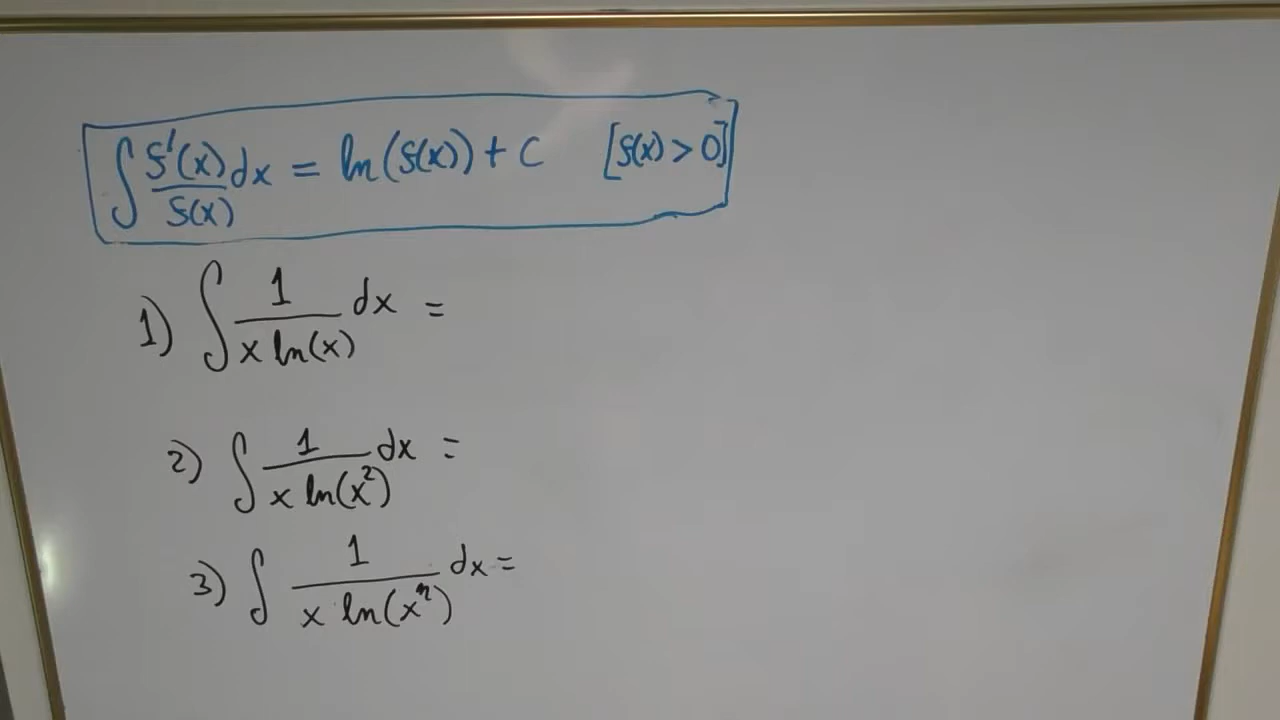 ∫ f'(x)/f(x) dx = ln(f(x)) + C [f(x) > 0]
1) ∫ 1/(x ln(x)) dx =
2) ∫ 1/(x ln(x²)) dx =
3) ∫ 1/(x ln(xⁿ)) dx =